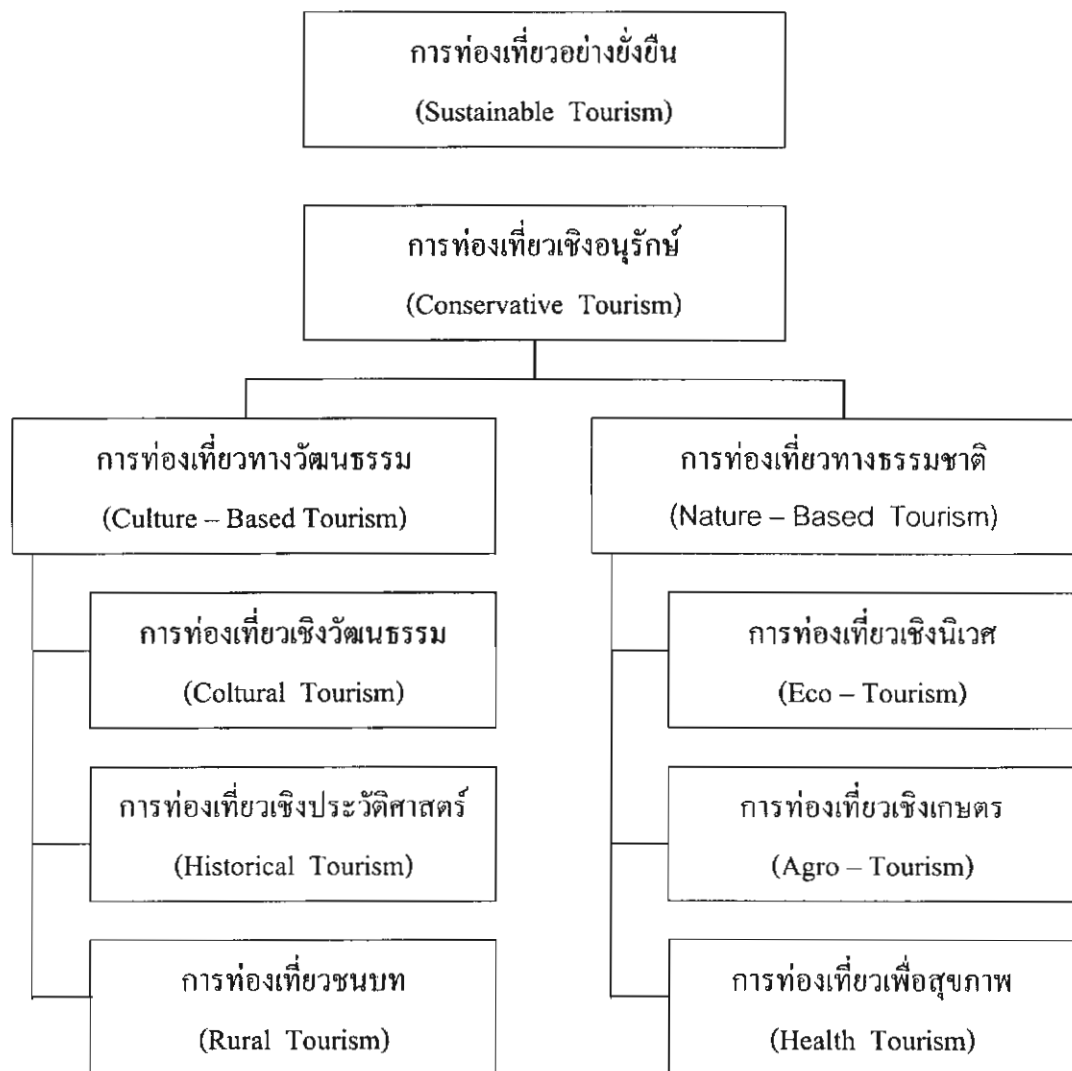 การท่องเที่ยวอย่างยั่งยืน
(Sustainable Tourism)
การท่องเที่ยวเชิงอนุรักษ์
(Conservative Tourism)
การท่องเที่ยวทางวัฒนธรรม
(Culture – Based Tourism)
การท่องเที่ยวเชิงวัฒนธรรม
(Coltural Tourism)
การท่องเที่ยวเชิงประวัติศาสตร์
(Historical Tourism)
การท่องเที่ยวชนบท
(Rural Tourism)
การท่องเที่ยวทางธรรมชาติ
(Nature – Based Tourism)
การท่องเที่ยวเชิงนิเวศ
(Eco – Tourism)
การท่องเที่ยวเชิงเกษตร
(Agro – Tourism)
การท่องเที่ยวเพื่อสุขภาพ
(Health Tourism)